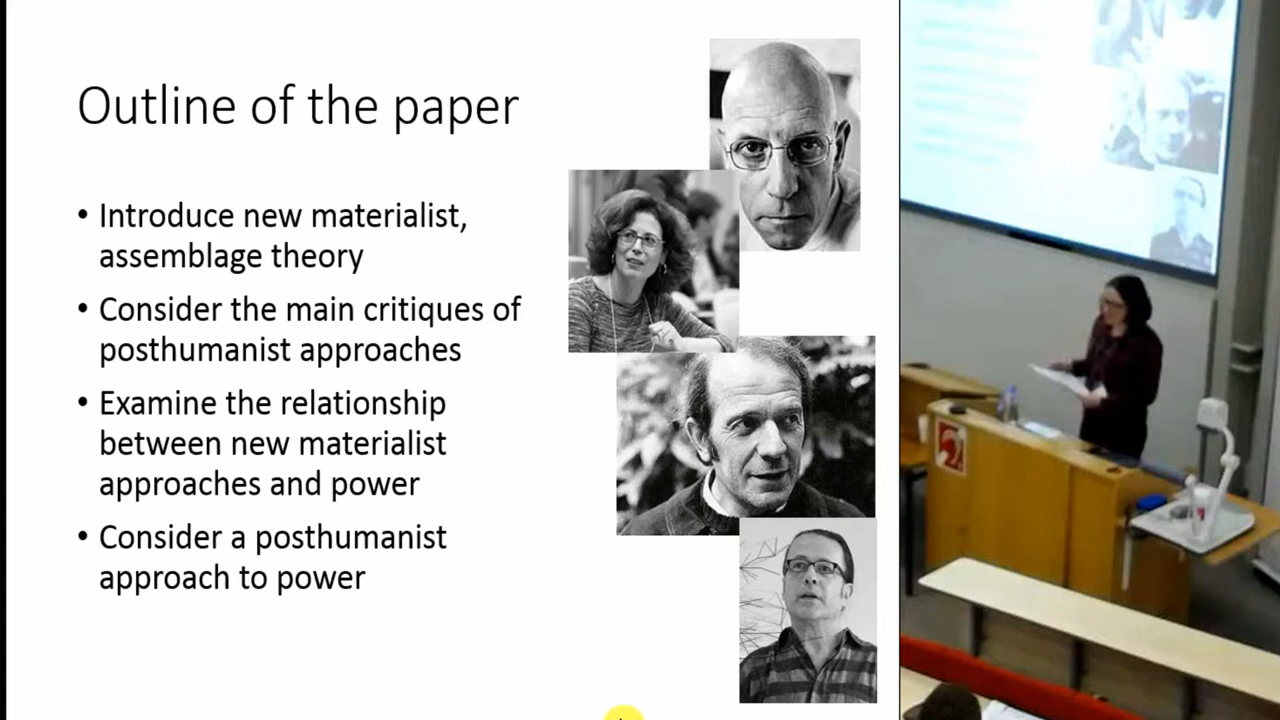 Outline of the paper
• Introduce new materialist,
assemblage theory
• Consider the main critiques of
posthumanist approaches
• Examine the relationship
between new materialist
approaches and power
• Consider a posthumanist
approach to power